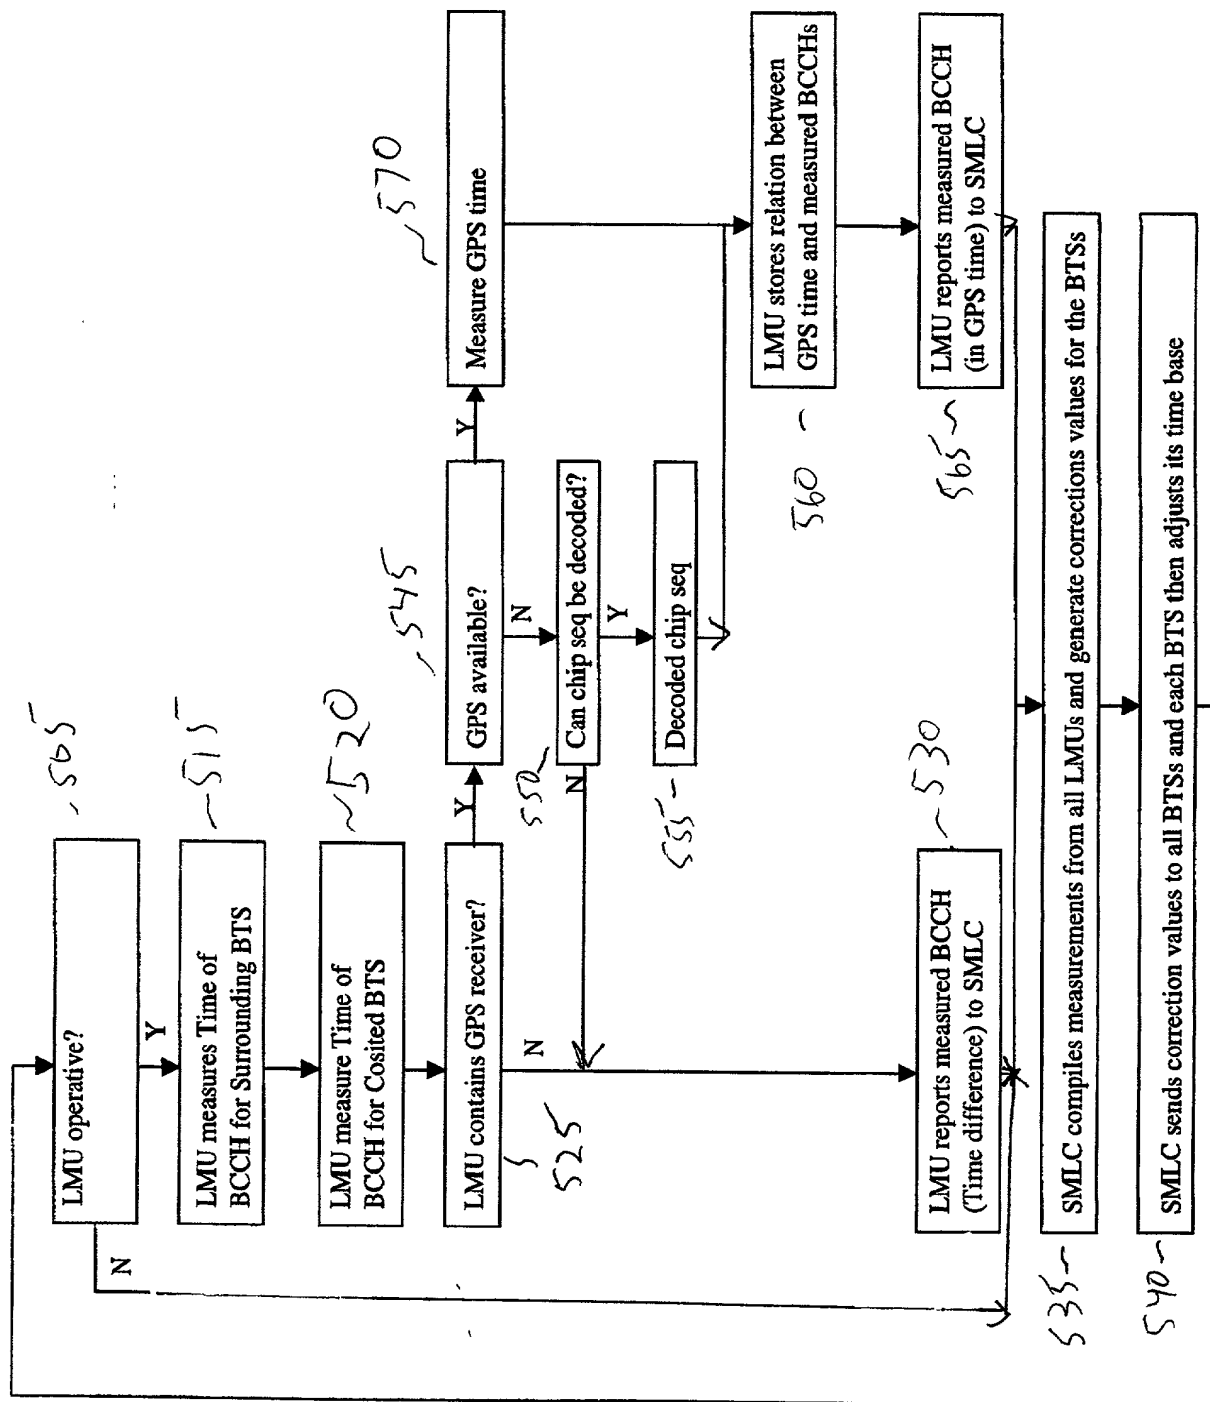 505
LMU operative?
Y
N
515
LMU measures Time of
BCCH for Surrounding BTS
520
LMU measure Time of
BCCH for Cosited BTS
525
LMU contains GPS receiver?
Y
N
545
GPS available?
Y
N
570
Measure GPS time
550
Can chip seq be decoded?
N
Y
555
Decoded chip seq
560
LMU stores relation between
GPS time and measured BCCHs
565
LMU reports measured BCCH
(in GPS time) to SMLC
530
LMU reports measured BCCH
(Time difference) to SMLC
535
SMLC compiles measurements from all LMUs and generate corrections values for the BTSs
540
SMLC sends correction values to all BTSs and each BTS then adjusts its time base